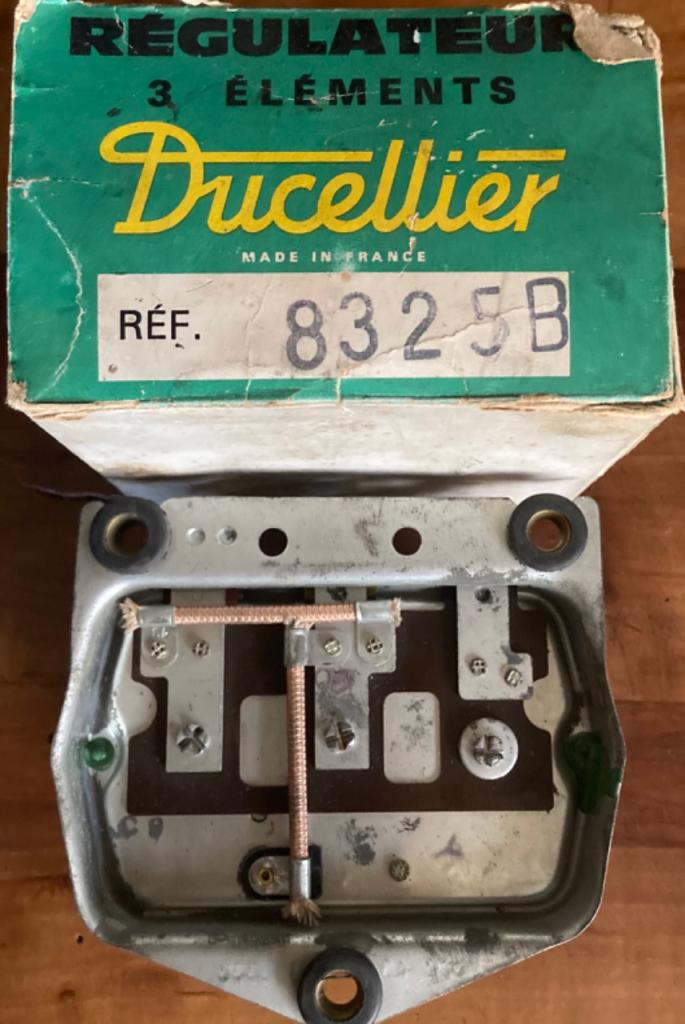 RÉGULATEUR
3 ÉLÉMENTS
Ducellier
MADE IN FRANCE
RÉF. 8325B